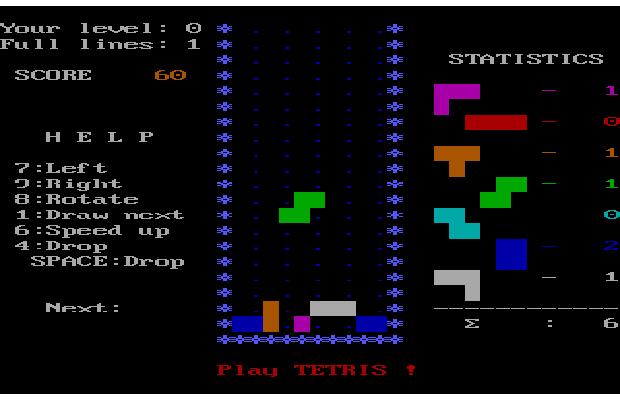 Your level: 0
Full lines: 1
SCORE 60
H E L P
7:Left
9:Right
8:Rotate
1:Draw next
6:Speed up
4:Drop
SPACE:Drop
Next:
STATISTICS
- 1
- 0
- 1
- 1
- 0
- 2
- 1
Σ : 6
Play TETRIS !